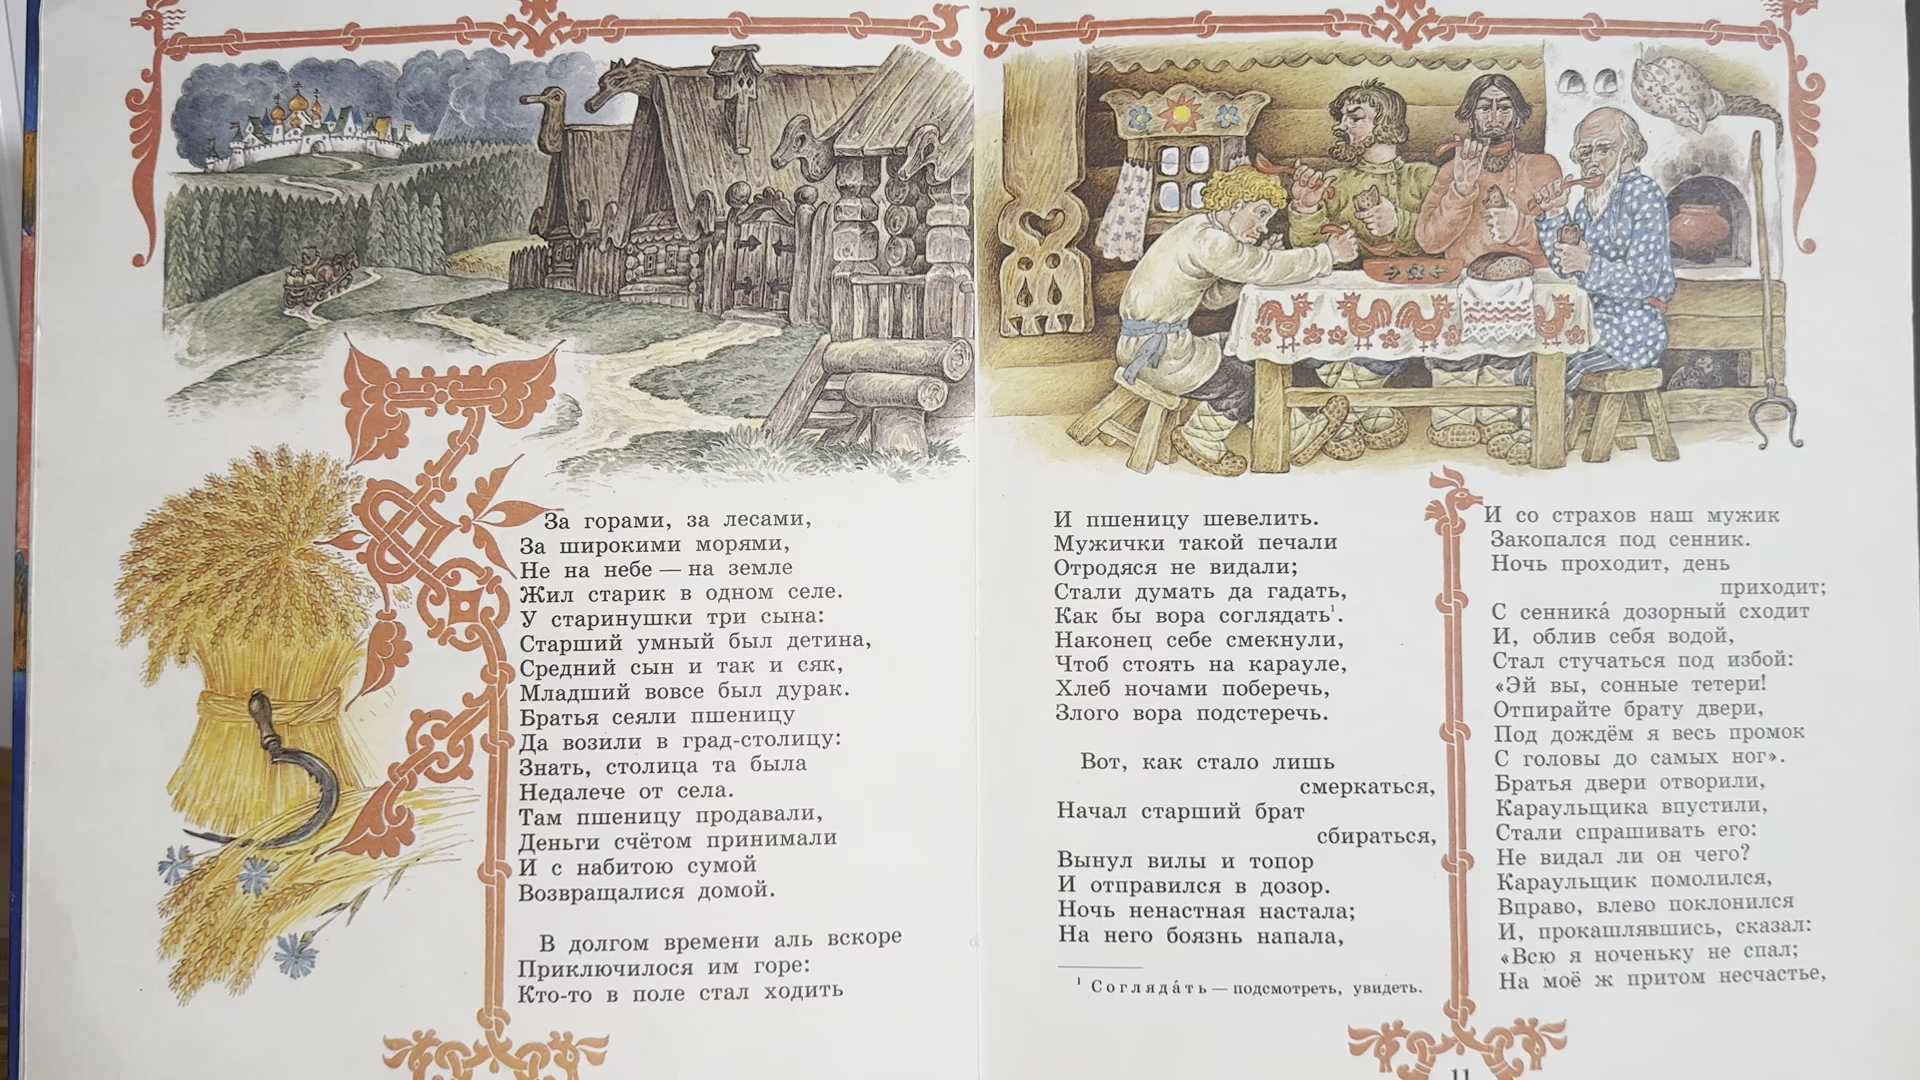 За горами, за лесами,
За широкими морями,
Не на небе — на земле
Жил старик в одном селе.
У старинушки три сына:
Старший умный был детина,
Средний сын и так и сяк,
Младший вовсе был дурак.
Братья сеяли пшеницу
Да возили в град-столицу:
Знать, столица та была
Недалече от села.
Там пшеницу продавали,
Деньги счётом принимали
И с набитою сумой
Возвращалися домой.
В долгом времени аль вскоре
Приключилося им горе:
Кто-то в поле стал ходить
И пшеницу шевелить.
Мужички такой печали
Отродяся не видали;
Стали думать да гадать,
Как бы вора соглядать¹.
Наконец себе смекнули,
Чтоб стоять на карауле,
Хлеб ночами поберечь,
Злого вора подстеречь.
Вот, как стало лишь
смеркаться,
Начал старший брат
сбираться,
Вынул вилы и топор
И отправился в дозор.
Ночь ненастная настала;
На него боязнь напала,
¹ Соглядáть — подсмотреть, увидеть.
И со страхов наш мужик
Закопался под сенник.
Ночь проходит, день
приходит;
С сенникá дозорный сходит
И, облив себя водой,
Стал стучаться под избой:
«Эй вы, сонные тетери!
Отпирайте брату двери,
Под дождём я весь промок
С головы до самых ног».
Братья двери отворили,
Караульщика впустили,
Стали спрашивать его:
Не видал ли он чего?
Караульщик помолился,
Вправо, влево поклонился
И, прокашлявшись, сказал:
«Всю я ноченьку не спал;
На моё ж притом несчастье,
11